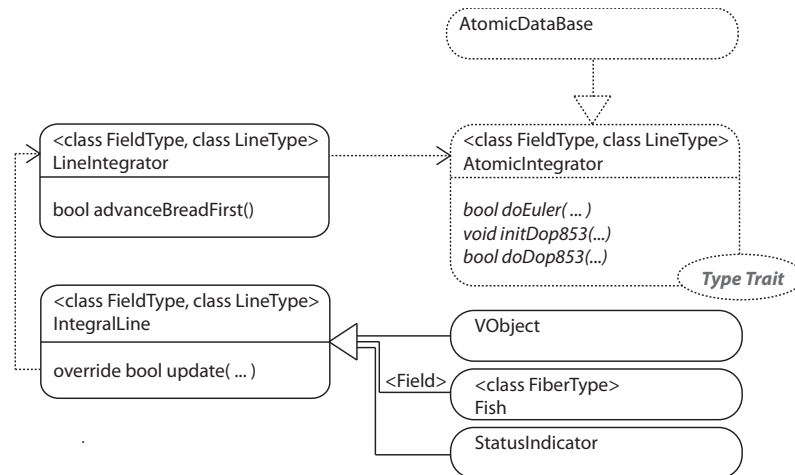 AtomicDataBase
<class FieldType, class LineType>
LineIntegrator
bool advanceBreadFirst()
<class FieldType, class LineType>
AtomicIntegrator
bool doEuler( ... )
void initDop853(...)
bool doDop853(...)
Type Trait
<class FieldType, class LineType>
IntegralLine
override bool update( ... )
VObject
<Field>
<class FiberType>
Fish
StatusIndicator